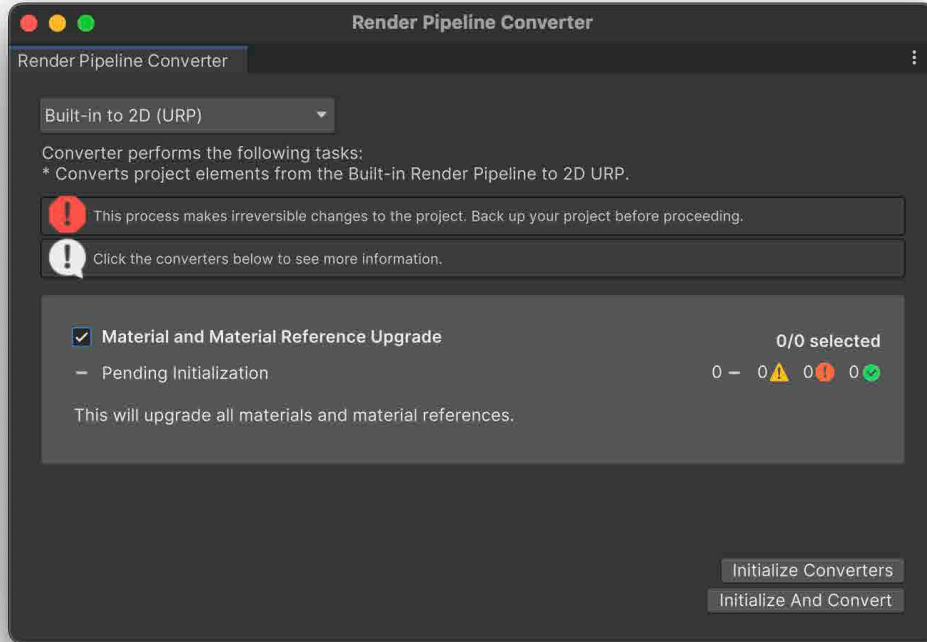 Render Pipeline Converter
Render Pipeline Converter
Built-in to 2D (URP)
Converter performs the following tasks:
* Converts project elements from the Built-in Render Pipeline to 2D URP.
This process makes irreversible changes to the project. Back up your project before proceeding.
Click the converters below to see more information.
Material and Material Reference Upgrade
0/0 selected
Pending Initialization
0 – 0 0 0
This will upgrade all materials and material references.
Initialize Converters
Initialize And Convert